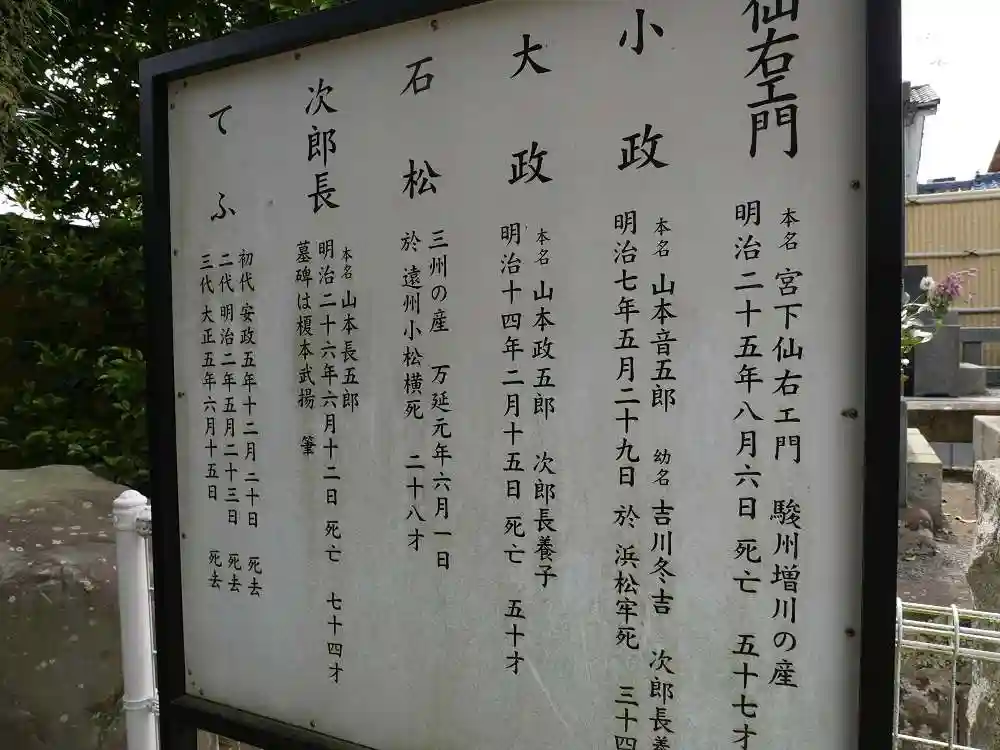 仙右エ門
本名 宮下仙右エ門 駿州増川の産
明治二十五年八月六日 死亡 五十七才
小政
本名 山本音五郎 幼名 吉川冬吉 次郎長養
明治七年五月二十九日 於 浜松牢死 三十四
大政
本名 山本政五郎 次郎長養子
明治十四年二月十五日 死亡 五十才
石松
三州の産 万延元年六月一日
於 遠州小松横死 二十八才
次郎長
本名 山本長五郎
明治二十六年六月十二日 死亡 七十四才
墓碑は榎本武揚 筆
てふ
初代 安政五年十二月二十日 死去
二代 明治二年五月二十三日 死去
三代 大正五年六月十五日 死去